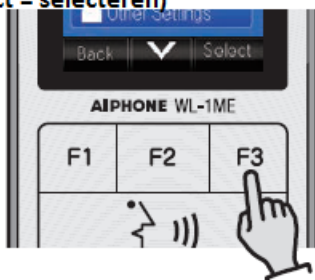 ct = selecteren)
Other Settings
Back Select
AIPHONE WL-1ME
F1 F2 F3